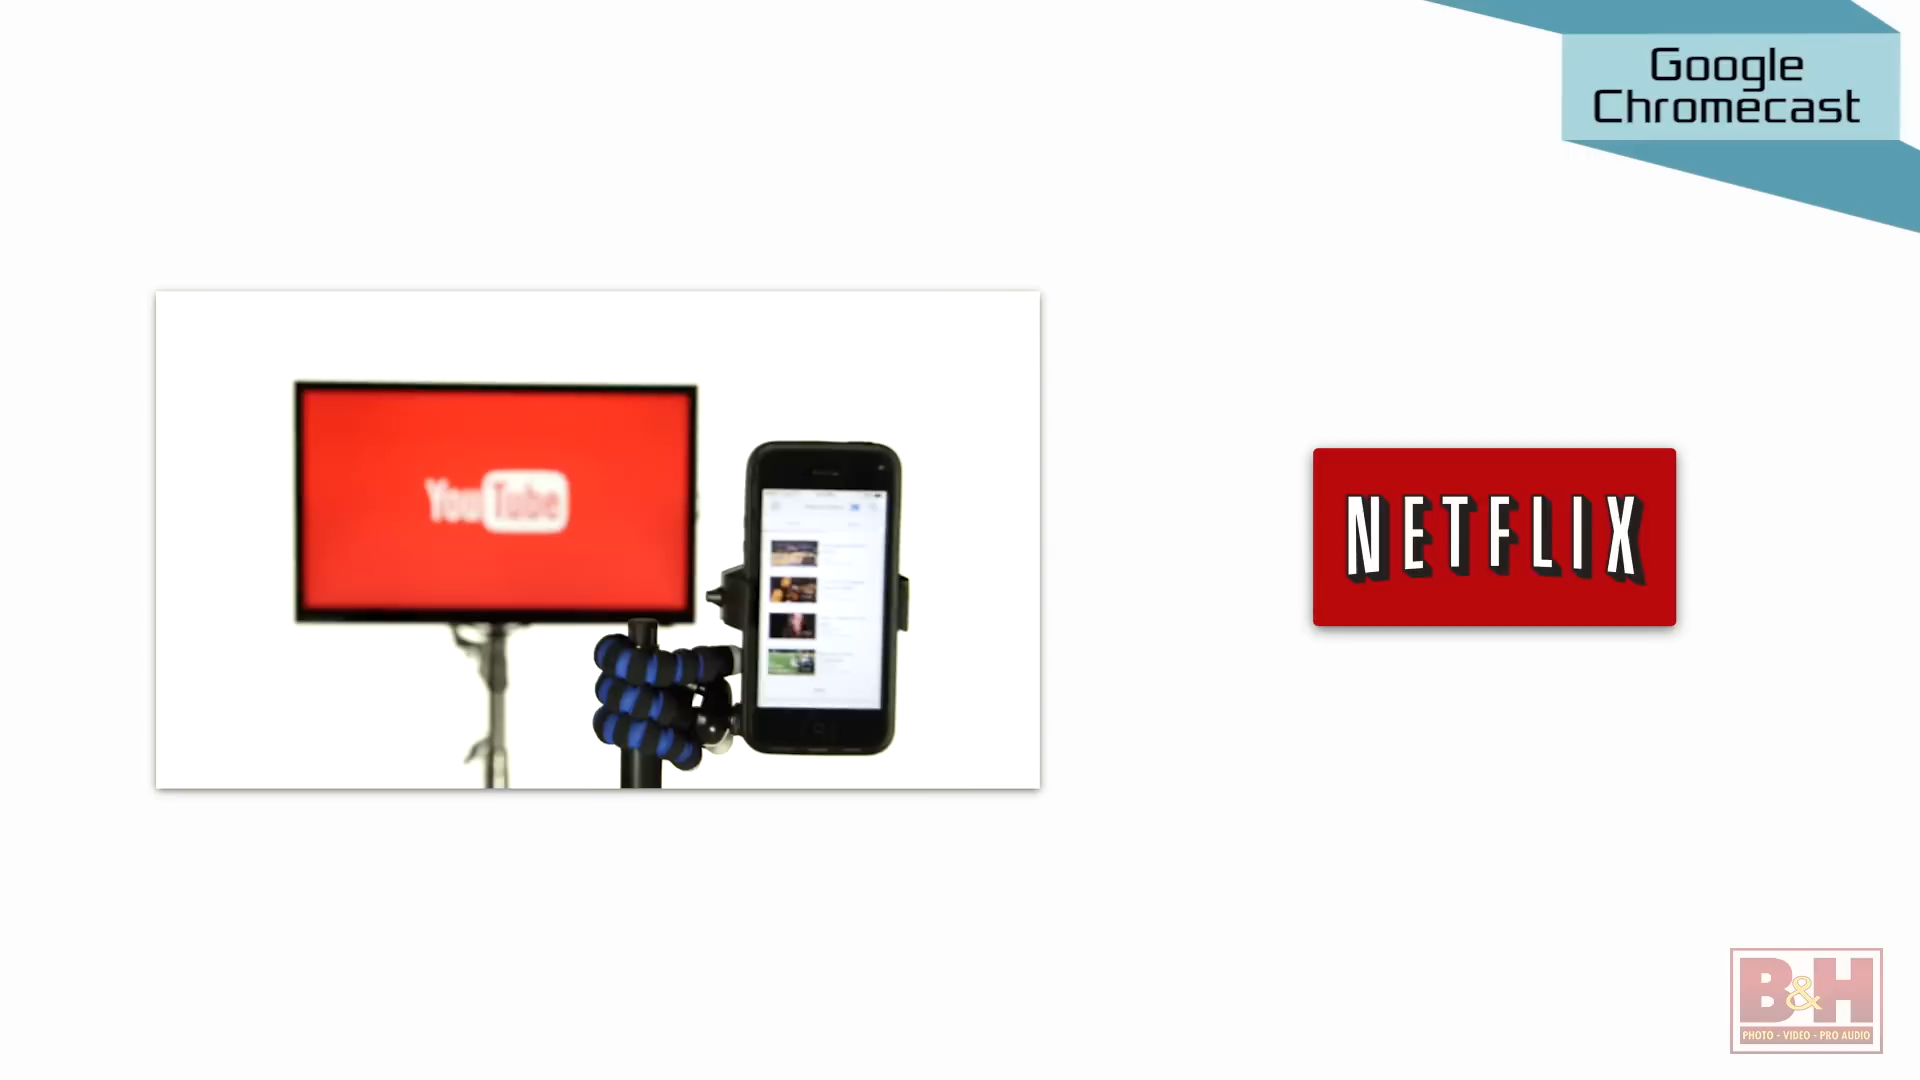 Google
Chromecast
YouTube
NETFLIX
B&H
PHOTO - VIDEO - PRO AUDIO